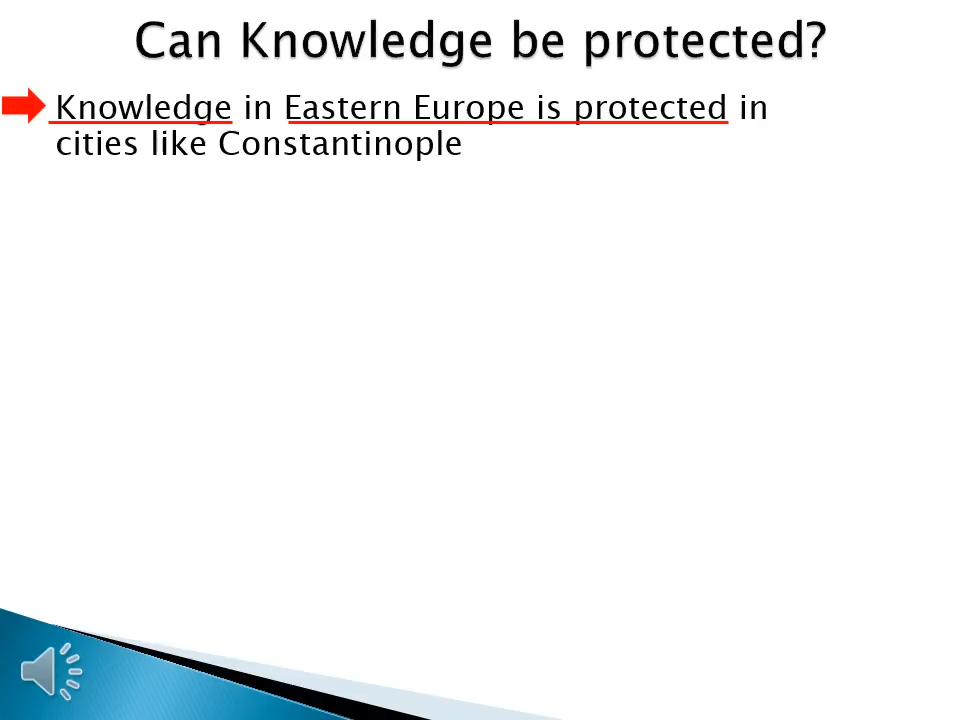 Can Knowledge be protected?
Knowledge in Eastern Europe is protected in
cities like Constantinople